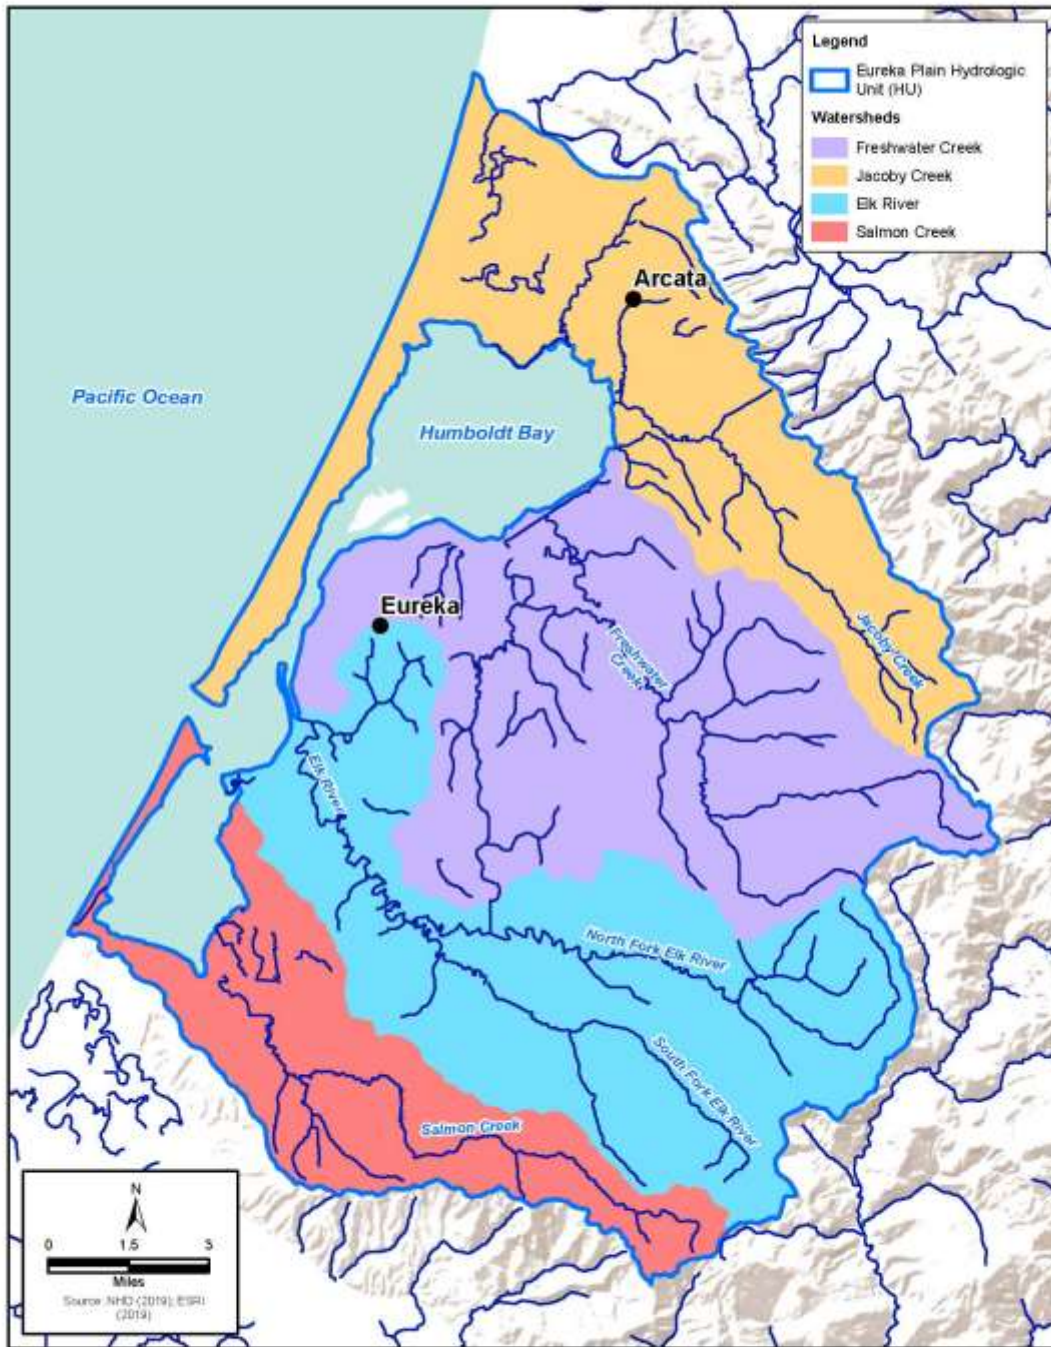 Legend
Eureka Plain Hydrologic
Unit (HU)
Watersheds
Freshwater Creek
Jacoby Creek
Elk River
Salmon Creek
Arcata
Pacific Ocean
Humboldt Bay
Eureka
Freshwater
Creek
Jacoby Creek
Elk River
North Fork Elk River
South Fork Elk River
Salmon Creek
N
0 1.5 3
Miles
Source: NHD (2019); ESRI
(2019)